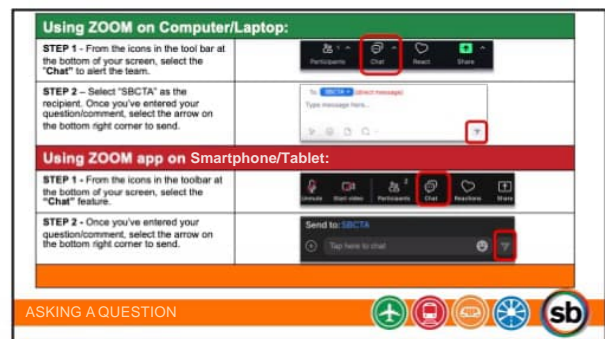 Using ZOOM on Computer/Laptop:
STEP 1 - From the icons in the tool bar at
the bottom of your screen, select the
"Chat" to alert the team.
Participants Chat React Share
STEP 2 – Select "SBCTA" as the
recipient. Once you've entered your
question/comment, select the arrow on
the bottom right corner to send.
To: SBCTA (direct message)
Type message here...
Using ZOOM app on Smartphone/Tablet:
STEP 1 - From the icons in the toolbar at
the bottom of your screen, select the
"Chat" feature.
2
Unmute Start video Participants Chat Reactions Share
STEP 2 - Once you've entered your
question/comment, select the arrow on
the bottom right corner to send.
Send to: SBCTA
Tap here to chat
ASKING A QUESTION
sb